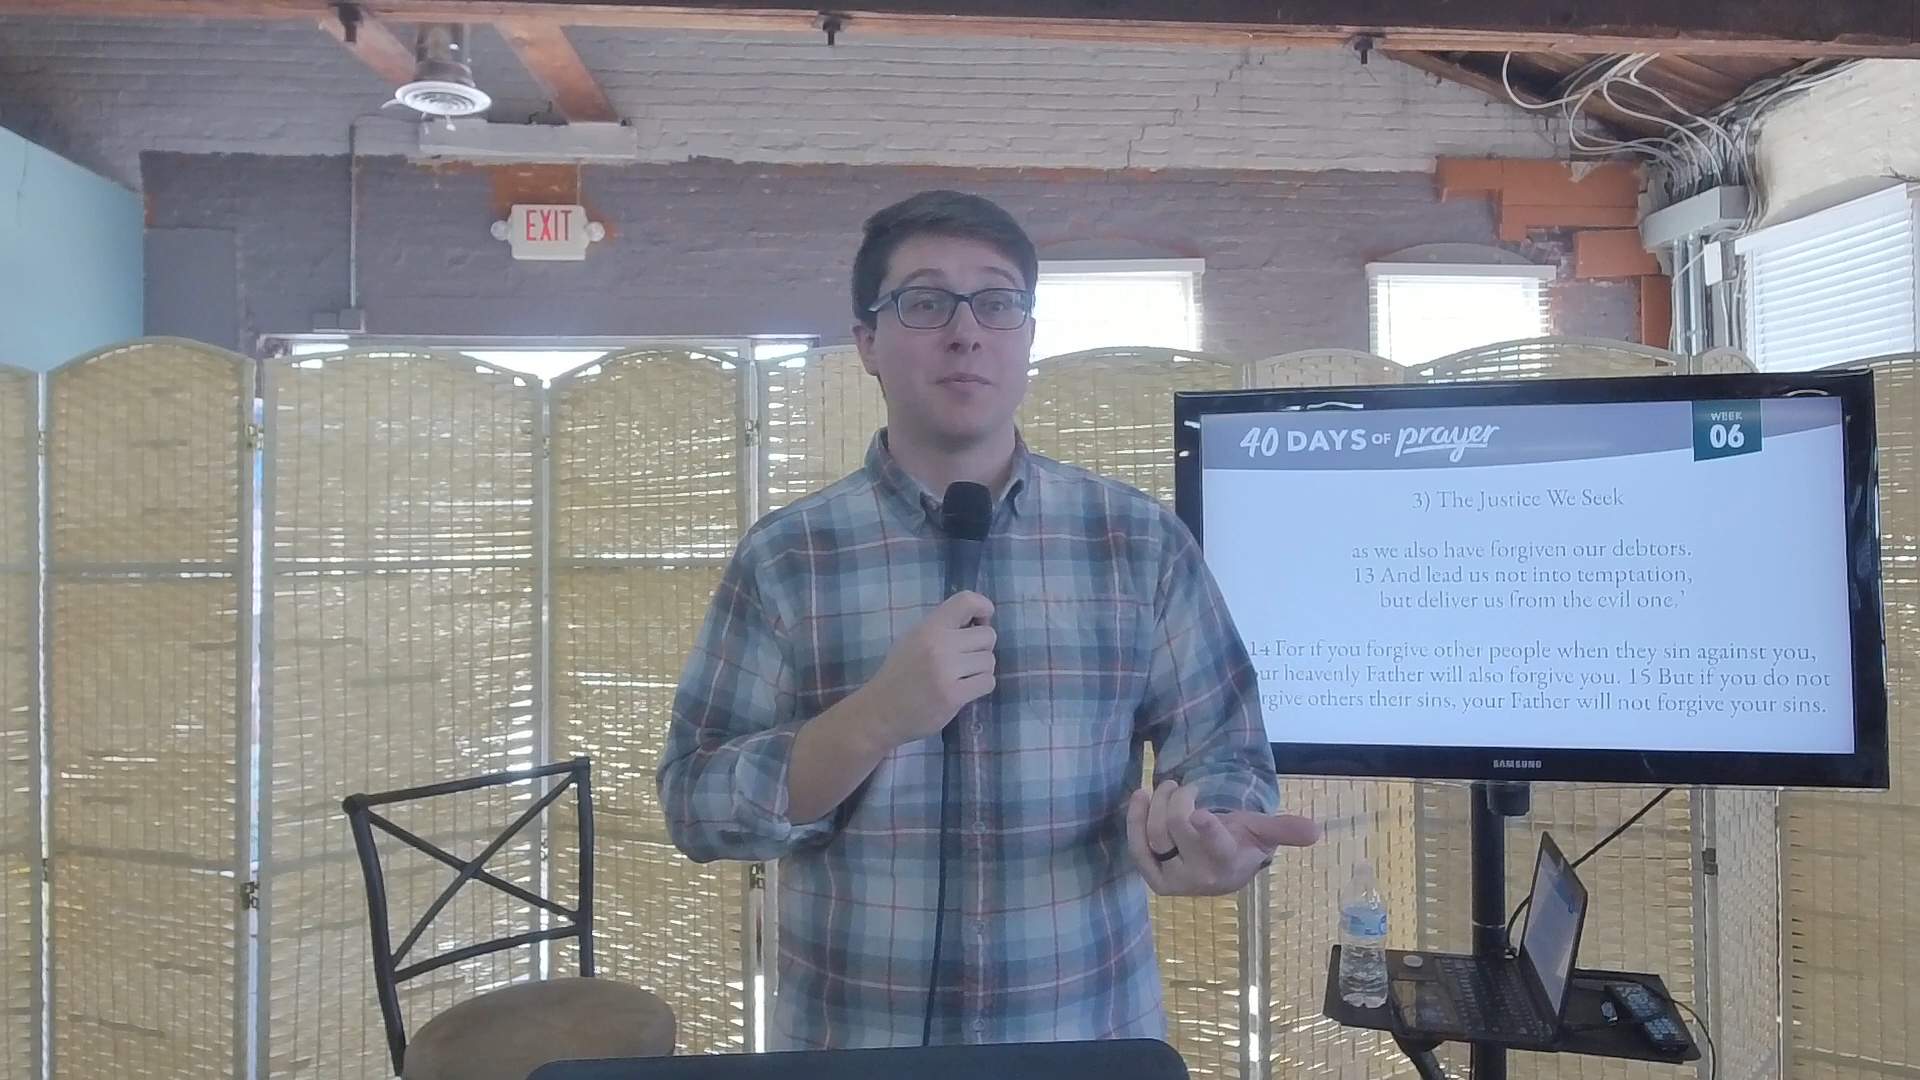 EXIT
40 DAYS OF prayer
WEEK
06
3) The Justice We Seek
as we also have forgiven our debtors.
13 And lead us not into temptation,
but deliver us from the evil one.'
14 For if you forgive other people when they sin against you,
ur heavenly Father will also forgive you. 15 But if you do not
rgive others their sins, your Father will not forgive your sins.
SAMSUNG